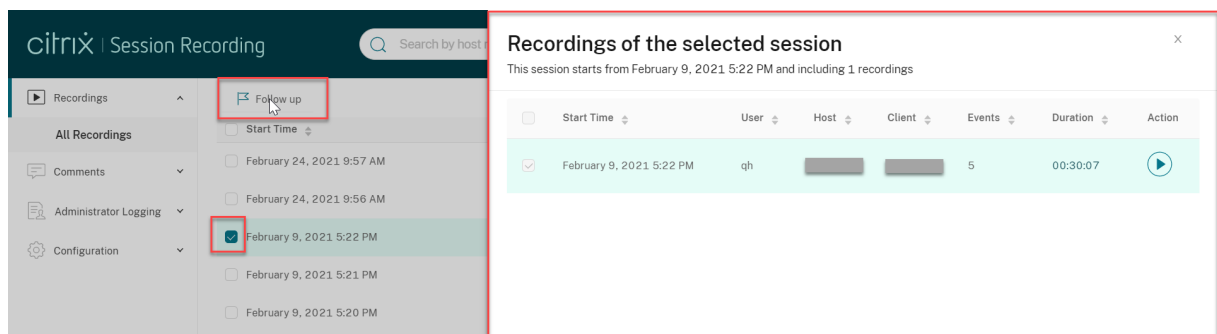 citrix | Session Recording
Search by host
Recordings
All Recordings
Comments
Administrator Logging
Configuration
Follow up
Start Time
February 24, 2021 9:57 AM
February 24, 2021 9:56 AM
February 9, 2021 5:22 PM
February 9, 2021 5:21 PM
February 9, 2021 5:20 PM
Recordings of the selected session
This session starts from February 9, 2021 5:22 PM and including 1 recordings
Start Time User Host Client Events Duration Action
February 9, 2021 5:22 PM qh 5 00:30:07